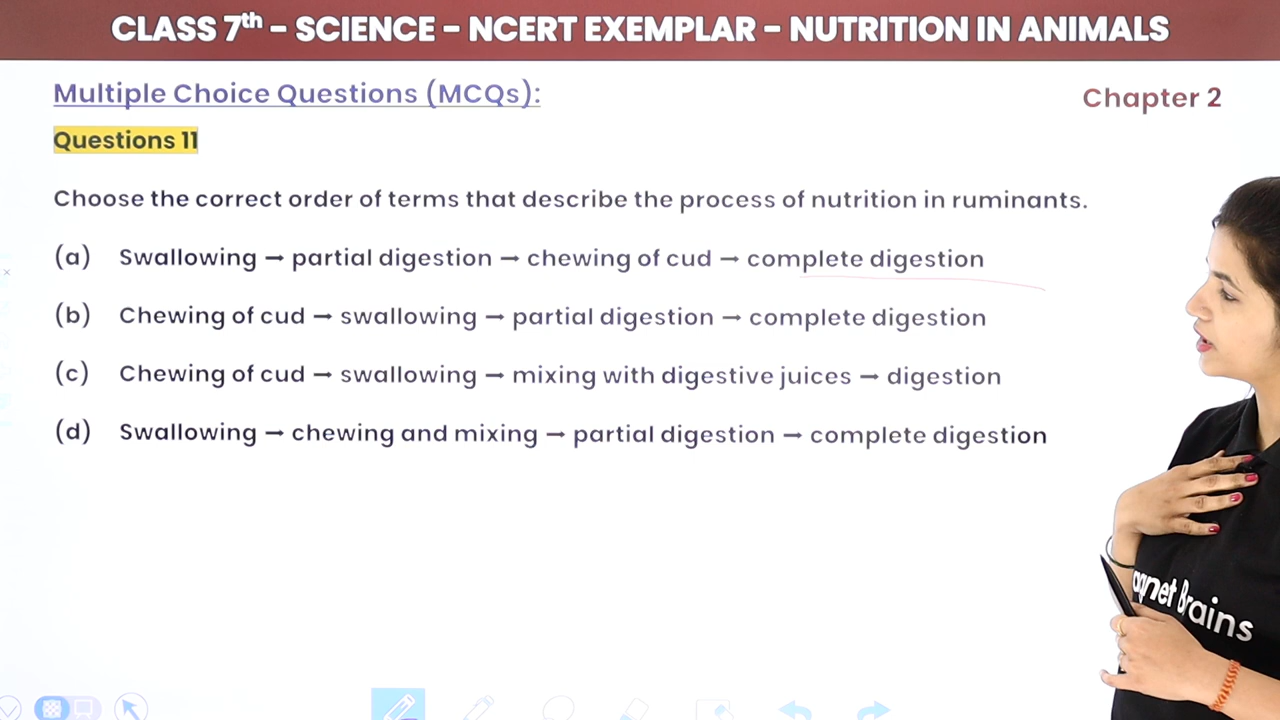 CLASS 7th – SCIENCE – NCERT EXEMPLAR – NUTRITION IN ANIMALS
Multiple Choice Questions (MCQs):
Chapter 2
Questions 11
Choose the correct order of terms that describe the process of nutrition in ruminants.
(a) Swallowing → partial digestion → chewing of cud → complete digestion
(b) Chewing of cud → swallowing → partial digestion → complete digestion
(c) Chewing of cud → swallowing → mixing with digestive juices → digestion
(d) Swallowing → chewing and mixing → partial digestion → complete digestion
agnet Brains